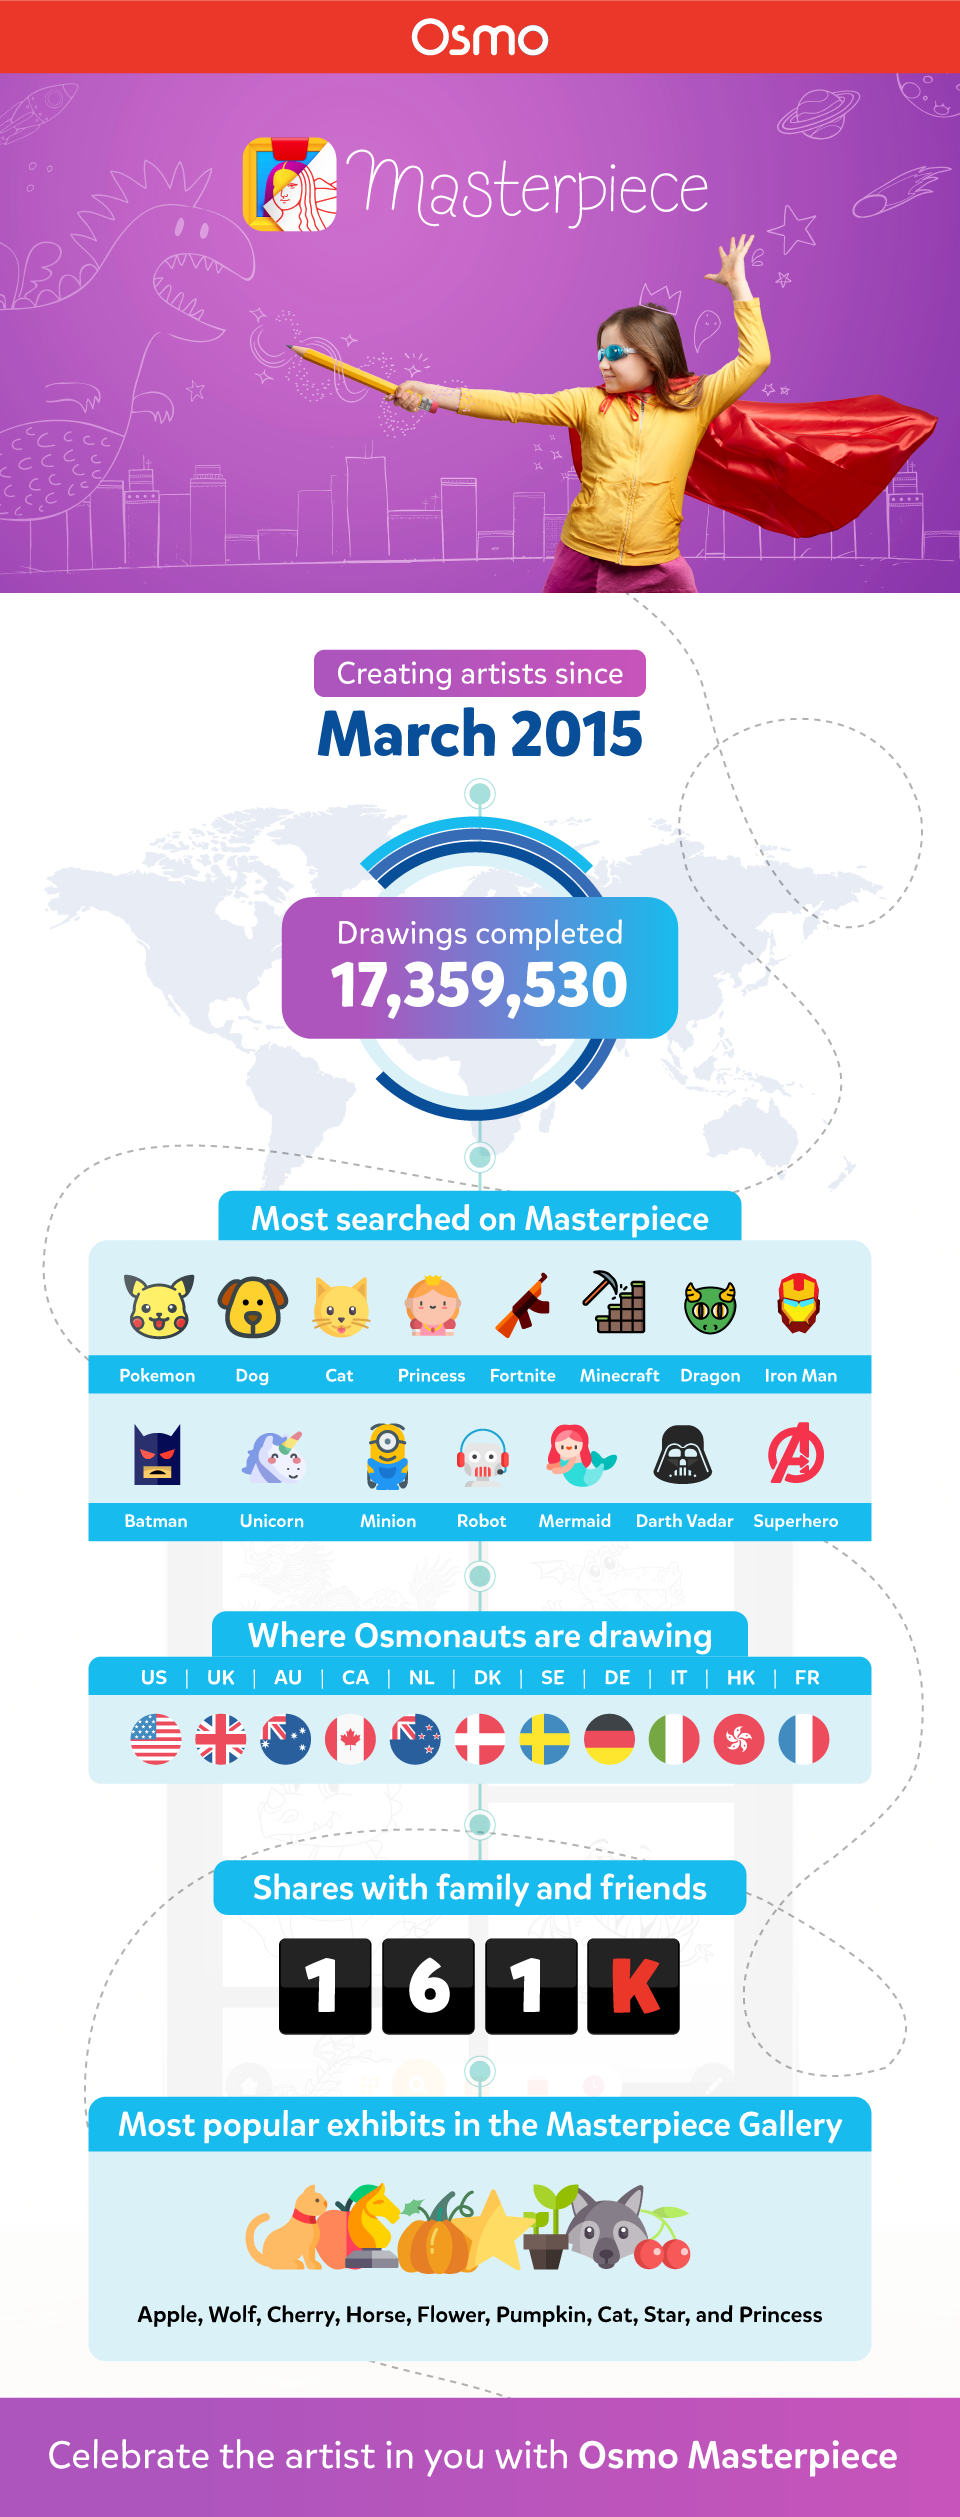 Osmo
Masterpiece
Creating artists since
March 2015
Drawings completed
17,359,530
Most searched on Masterpiece
Pokemon Dog Cat Princess Fortnite Minecraft Dragon Iron Man
Batman Unicorn Minion Robot Mermaid Darth Vadar Superhero
Where Osmonauts are drawing
US | UK | AU | CA | NL | DK | SE | DE | IT | HK | FR
Shares with family and friends
161K
Most popular exhibits in the Masterpiece Gallery
Apple, Wolf, Cherry, Horse, Flower, Pumpkin, Cat, Star, and Princess
Celebrate the artist in you with Osmo Masterpiece